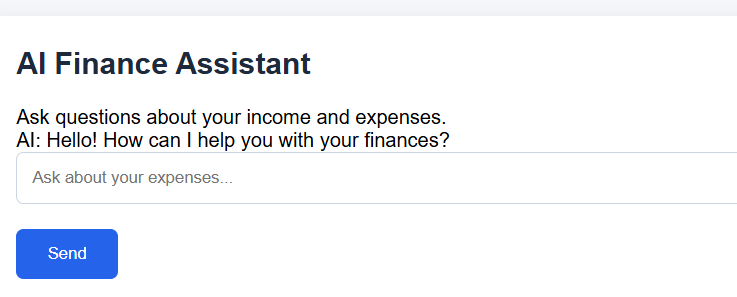 AI Finance Assistant
Ask questions about your income and expenses.
AI: Hello! How can I help you with your finances?
Ask about your expenses...
Send